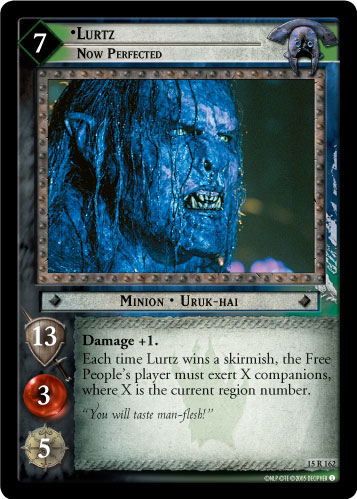 7
•Lurtz
Now Perfected
Minion • Uruk-hai
13
3
5
Damage +1.
Each time Lurtz wins a skirmish, the Free
People's player must exert X companions,
where X is the current region number.
"You will taste man-flesh!"
15 R 162